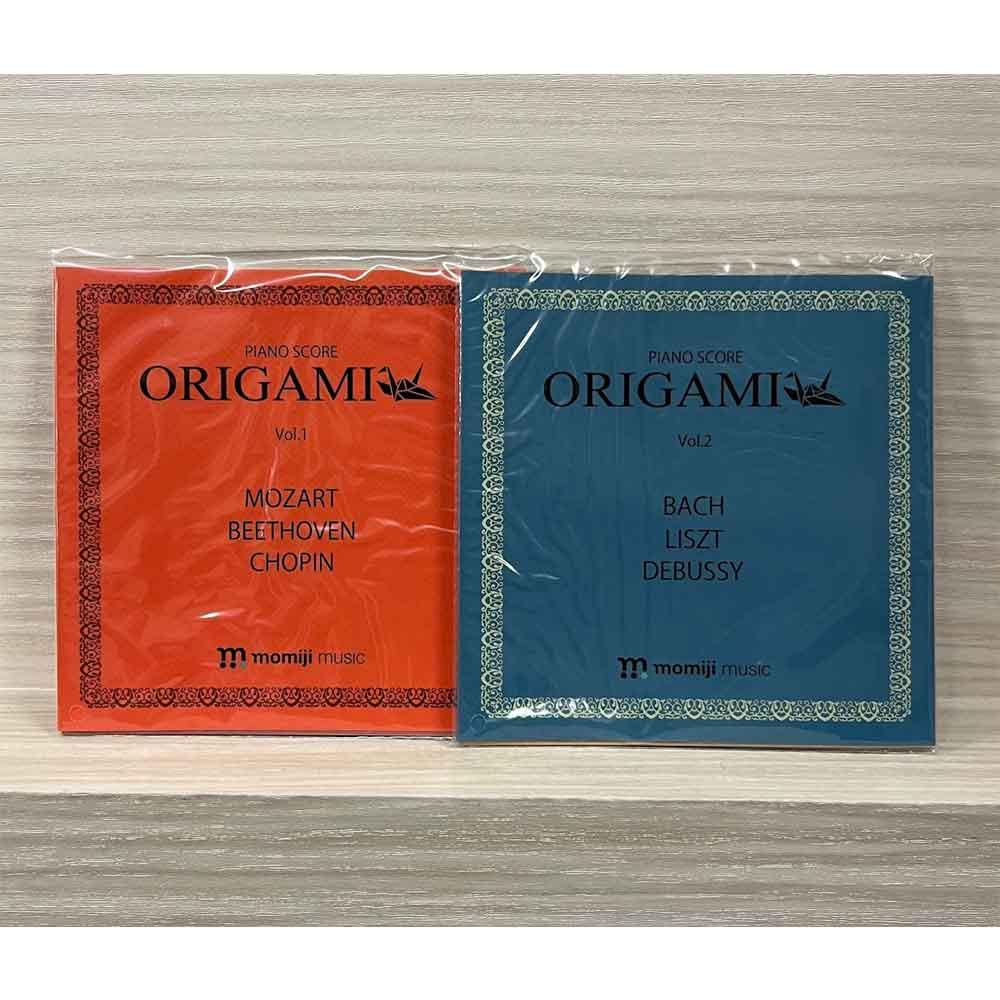 PIANO SCORE
ORIGAMI
Vol.1
MOZART
BEETHOVEN
CHOPIN
momiji music
PIANO SCORE
ORIGAMI
Vol.2
BACH
LISZT
DEBUSSY
momiji music